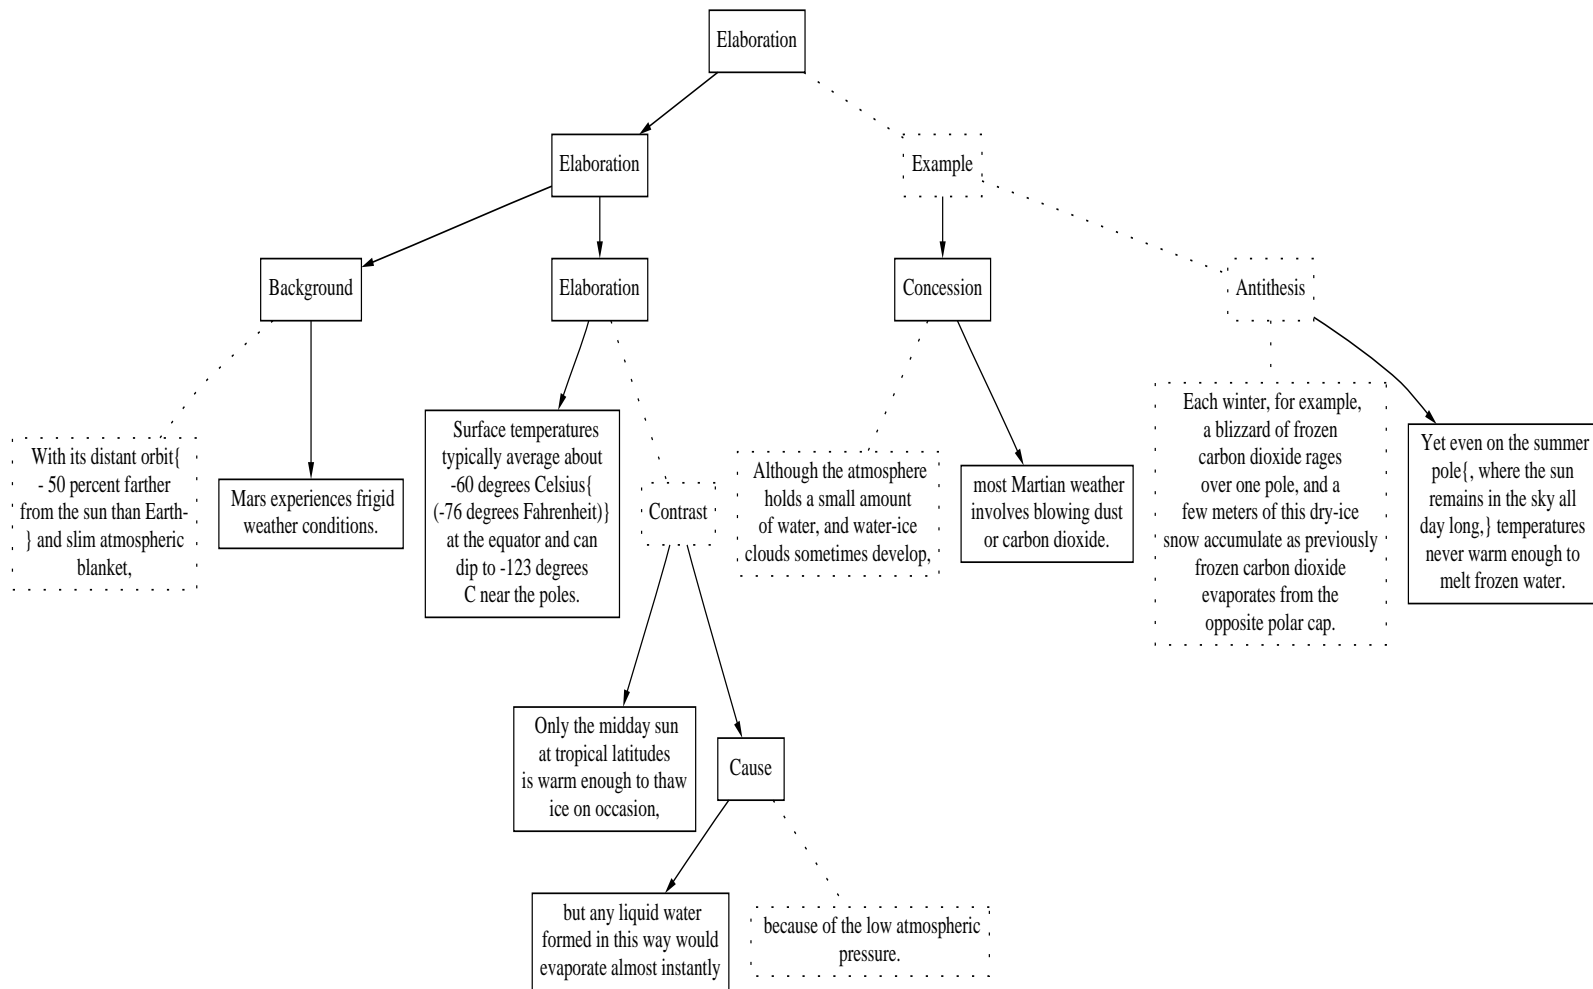 Elaboration
Elaboration
Example
Background
Elaboration
Concession
Antithesis
With its distant orbit{
- 50 percent farther
from the sun than Earth-
} and slim atmospheric
blanket,
Mars experiences frigid
weather conditions.
Surface temperatures
typically average about
-60 degrees Celsius{
(-76 degrees Fahrenheit)}
at the equator and can
dip to -123 degrees
C near the poles.
Contrast
Although the atmosphere
holds a small amount
of water, and water-ice
clouds sometimes develop,
most Martian weather
involves blowing dust
or carbon dioxide.
Each winter, for example,
a blizzard of frozen
carbon dioxide rages
over one pole, and a
few meters of this dry-ice
snow accumulate as previously
frozen carbon dioxide
evaporates from the
opposite polar cap.
Yet even on the summer
pole{, where the sun
remains in the sky all
day long,} temperatures
never warm enough to
melt frozen water.
Only the midday sun
at tropical latitudes
is warm enough to thaw
ice on occasion,
Cause
but any liquid water
formed in this way would
evaporate almost instantly
because of the low atmospheric
pressure.